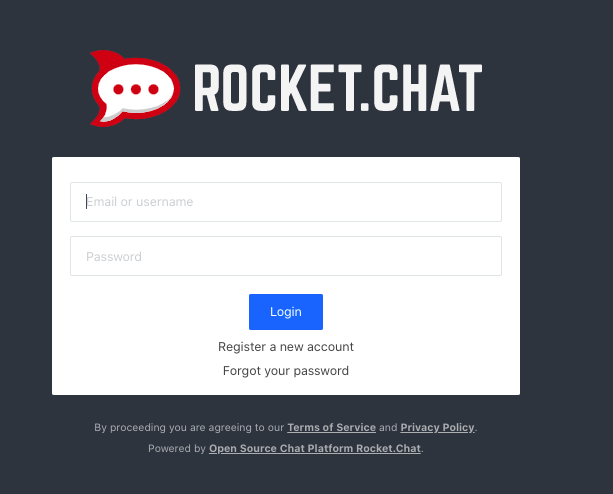 ROCKET.CHAT
Email or username
Password
Login
Register a new account
Forgot your password
By proceeding you are agreeing to our Terms of Service and Privacy Policy.
Powered by Open Source Chat Platform Rocket.Chat.